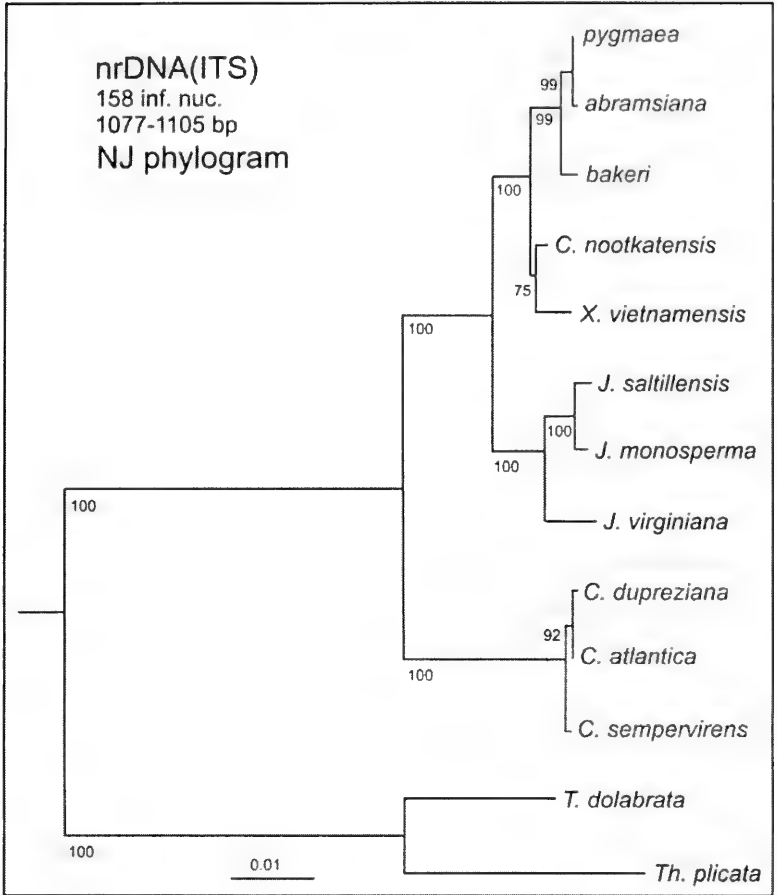 nrDNA(ITS)
158 inf. nuc.
1077-1105 bp
NJ phylogram
pygmaea
99
abramsiana
99
bakeri
100
C. nootkatensis
75
X. vietnamensis
100
J. saltillensis
100
J. monosperma
100
J. virginiana
100
C. dupreziana
92
C. atlantica
100
C. sempervirens
T. dolabrata
100
0.01
Th. plicata